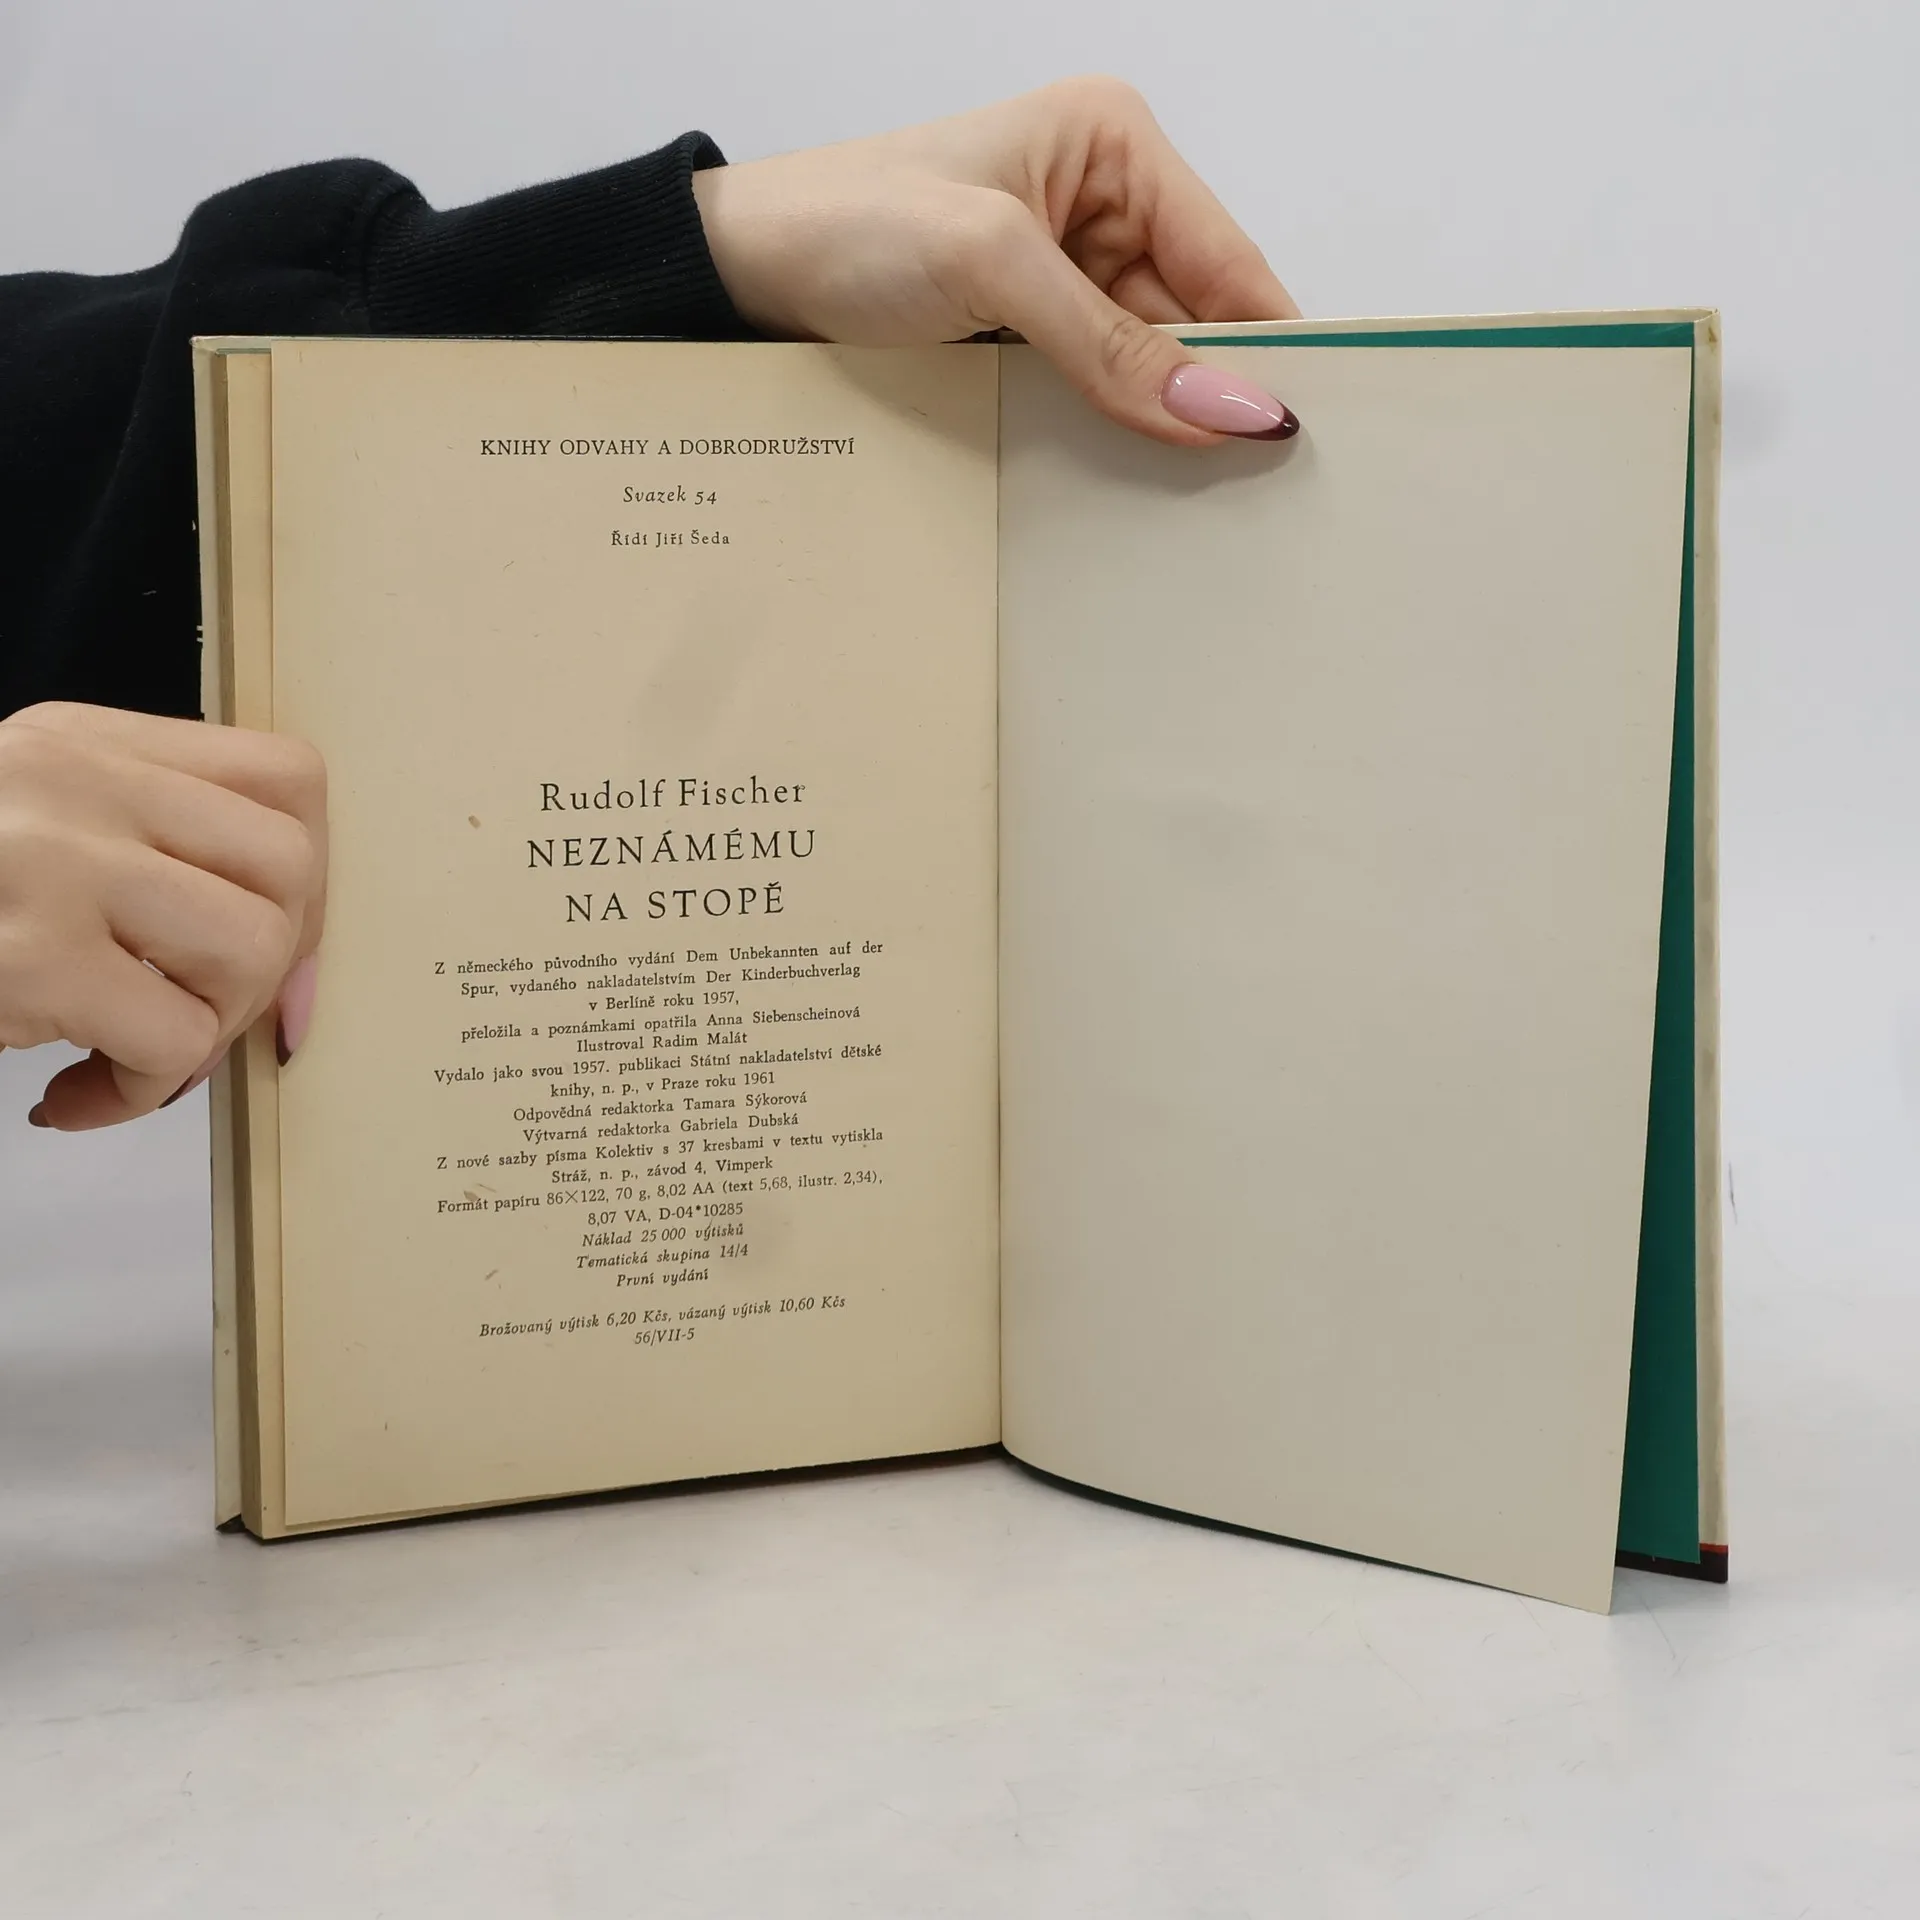 KNIHY ODVAHY A DOBRODRUŽSTVÍ
Svazek 54
Řídí Jiří Šeda
Rudolf Fischer
NEZNÁMÉMU
NA STOPĚ
Z německého původního vydání Dem Unbekannten auf der
Spur, vydaného nakladatelstvím Der Kinderbuchverlag
v Berlíně roku 1957,
přeložila a poznámkami opatřila Anna Siebenscheinová
Ilustroval Radim Malát
Vydalo jako svou 1957. publikaci Státní nakladatelství dětské
knihy, n. p., v Praze roku 1961
Odpovědná redaktorka Tamara Sýkorová
Výtvarná redaktorka Gabriela Dubská
Z nové sazby písma Kolektiv s 37 kresbami v textu vytiskla
Stráž, n. p., závod 4, Vimperk
Formát papíru 86×122, 70 g, 8,02 AA (text 5,68, ilustr. 2,34),
8,07 VA, D-04*10285
Náklad 25 000 výtisků
Tematická skupina 14/4
První vydání
Brožovaný výtisk 6,20 Kčs, vázaný výtisk 10,60 Kčs
56/VII-5